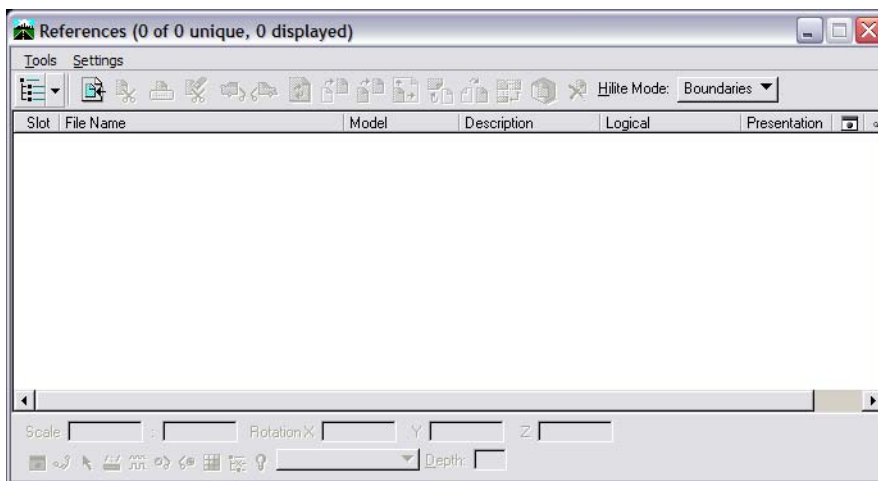 References (0 of 0 unique, 0 displayed)
Tools Settings
Hilite Mode: Boundaries
Slot File Name Model Description Logical Presentation
Scale : Rotation X Y Z
Depth: